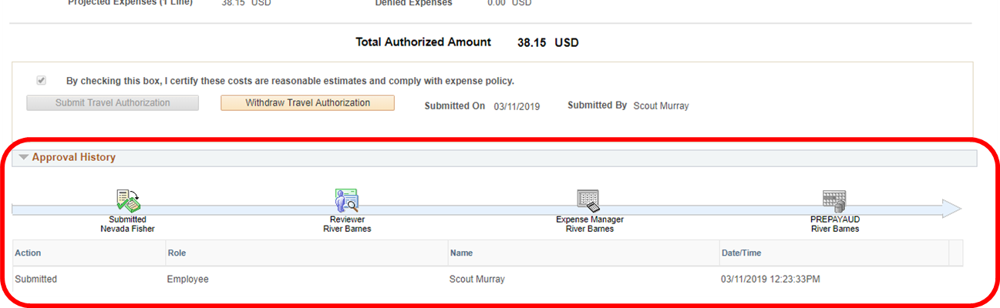 Projected Expenses (1 Line) 38.15 USD Denied Expenses 0.00 USD
Total Authorized Amount 38.15 USD
By checking this box, I certify these costs are reasonable estimates and comply with expense policy.
Submit Travel Authorization Withdraw Travel Authorization Submitted On 03/11/2019 Submitted By Scout Murray
Approval History
Submitted Reviewer Expense Manager PREPAYAUD
Nevada Fisher River Barnes River Barnes River Barnes
Action Role Name Date/Time
Submitted Employee Scout Murray 03/11/2019 12:23:33PM